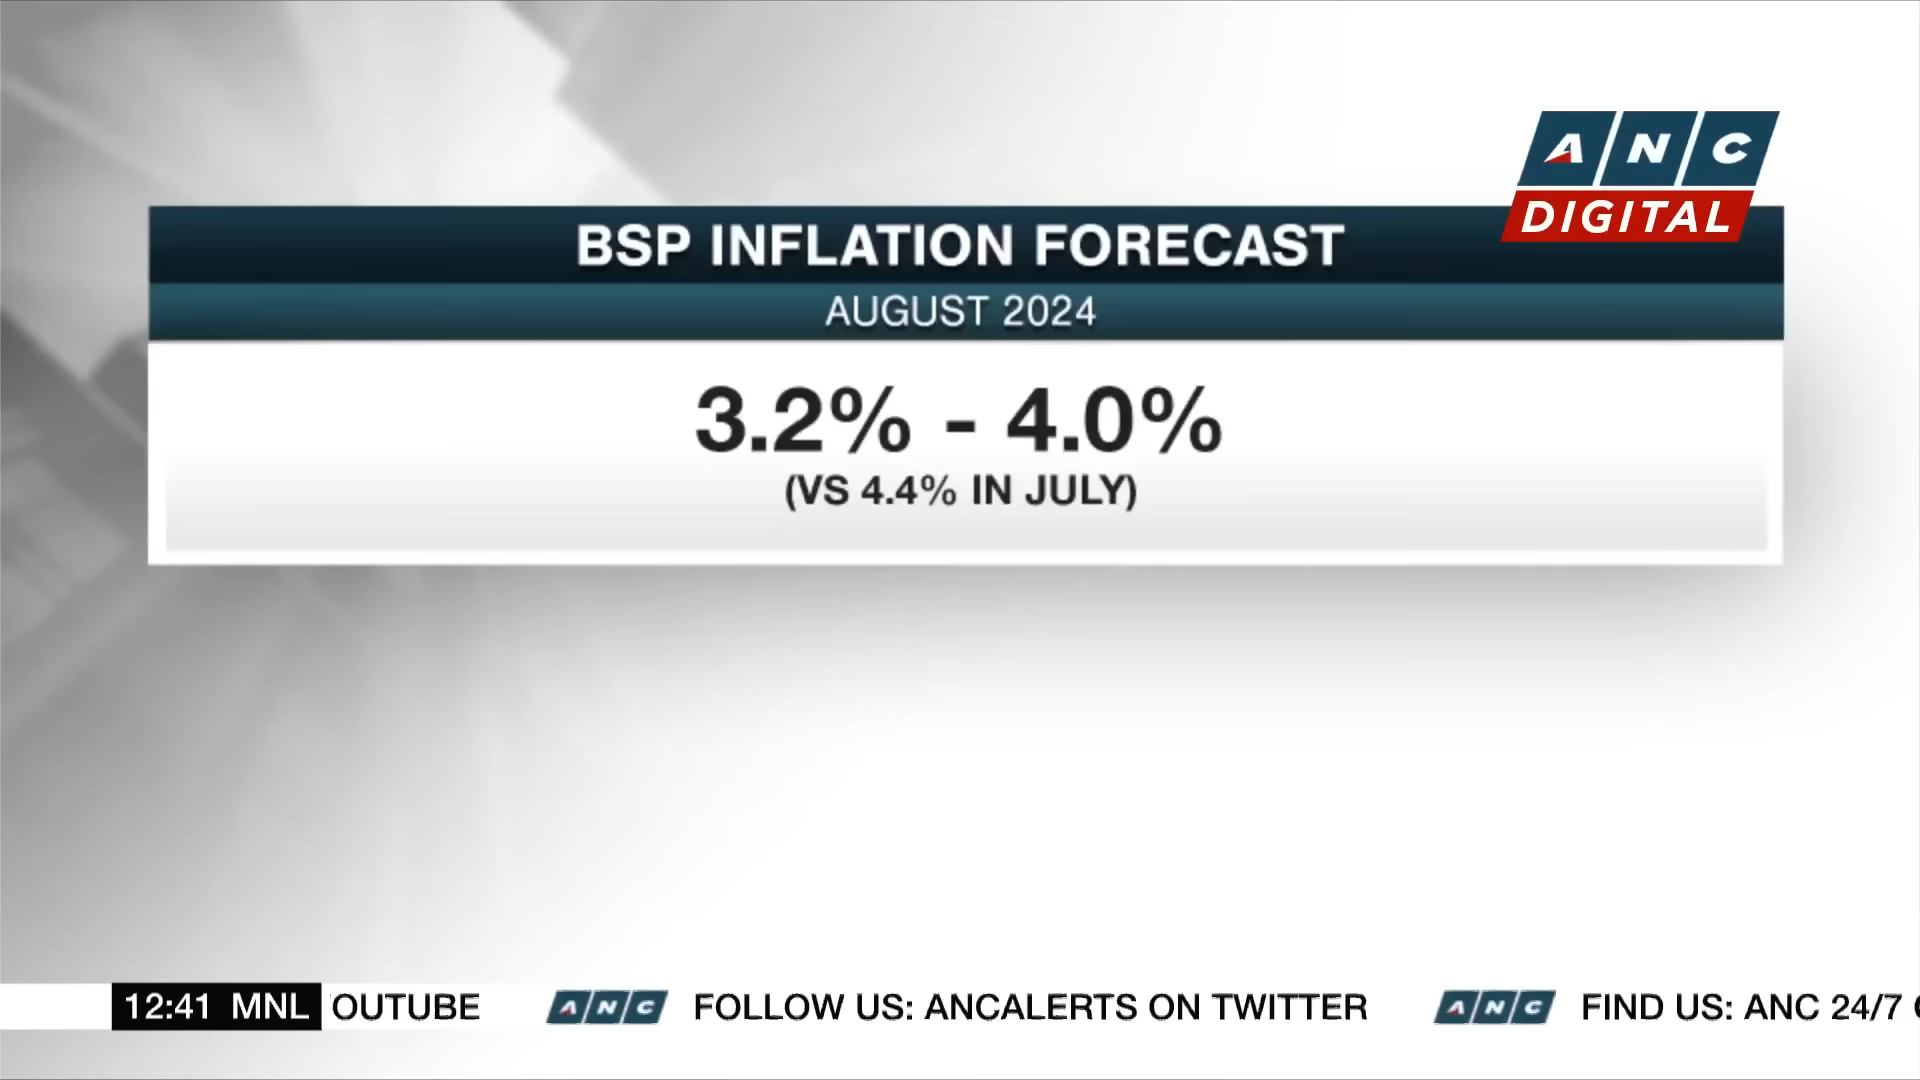 ANC
DIGITAL
BSP INFLATION FORECAST
AUGUST 2024
3.2% - 4.0%
(VS 4.4% IN JULY)
12:41 MNL OUTUBE ANC FOLLOW US: ANCALERTS ON TWITTER ANC FIND US: ANC 24/7